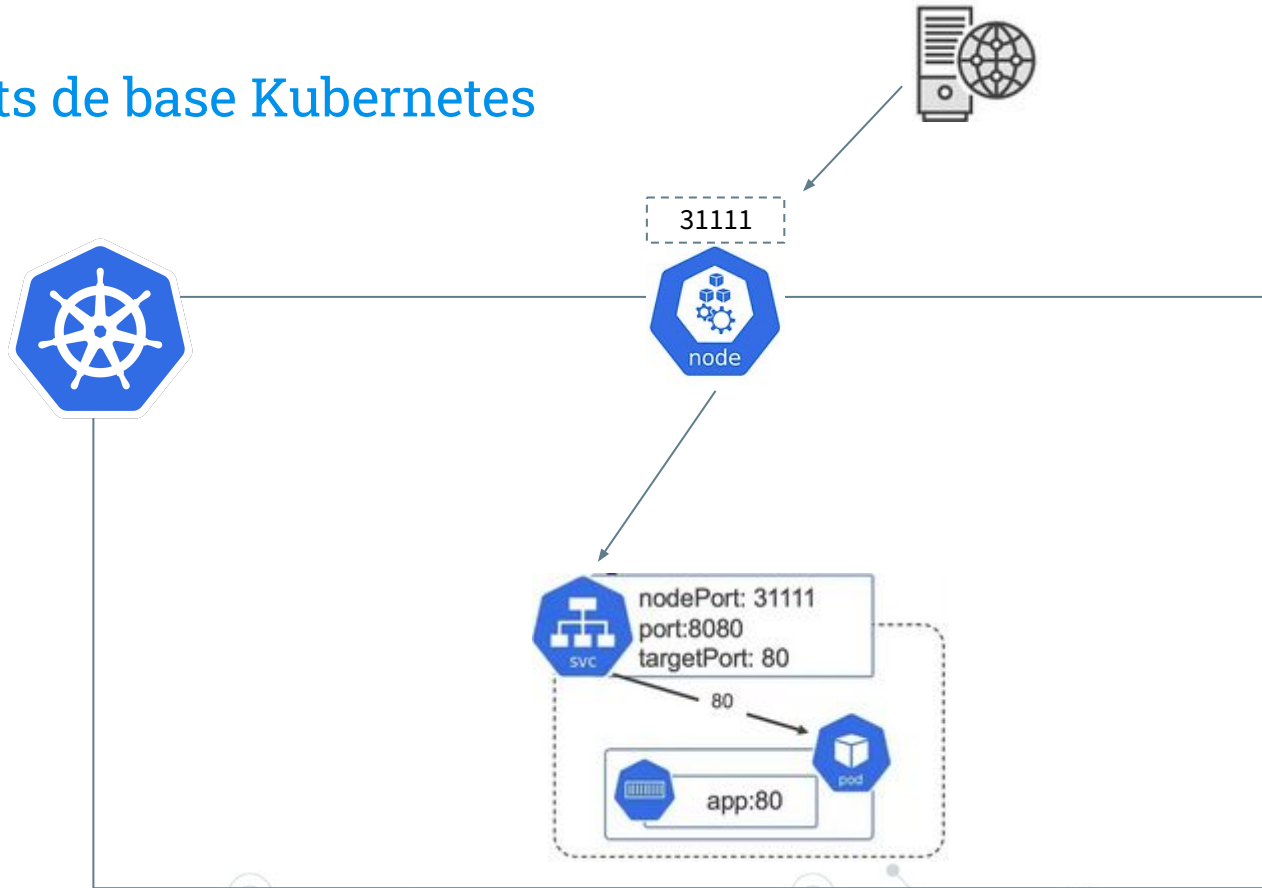 ts de base Kubernetes
31111
node
nodePort: 31111
port:8080
targetPort: 80
svc
80
pod
app:80